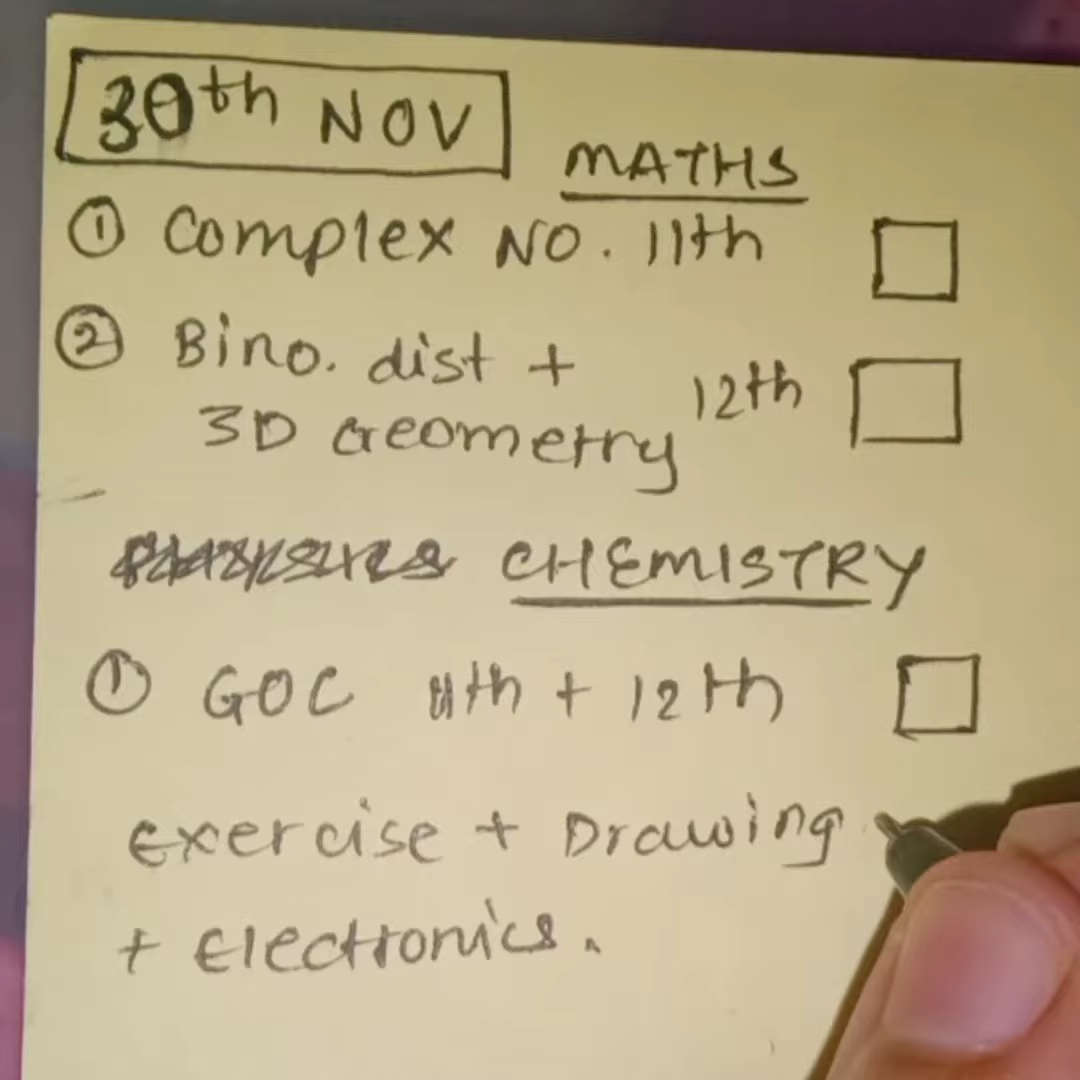 30th NOV
MATHS
① Complex NO. 11th
② Bino. dist +
3D Geometry 12th
CHEMISTRY
① GOC 11th + 12th
Exercise + Drawing
+ Electronics.